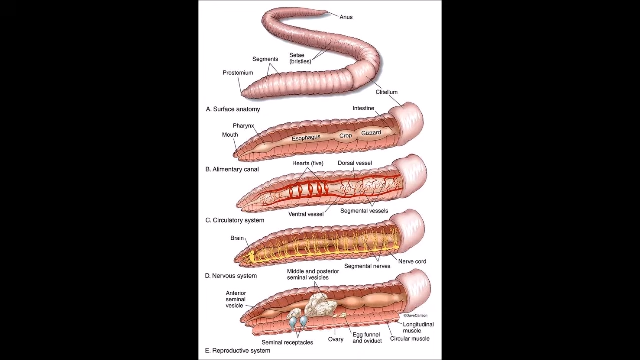 Anus
Setae
(bristles)
Segments
Prostomium
Clitellum
A. Surface anatomy
Intestine
Pharynx
Mouth
Esophagus
Crop
Gizzard
B. Alimentary canal
Hearts (five)
Dorsal vessel
Ventral vessel
Segmental vessels
C. Circulatory system
Brain
Nerve cord
Segmental nerves
D. Nervous system
Middle and posterior
seminal vesicles
Anterior
seminal
vesicle
Longitudinal
muscle
Egg funnel
and oviduct
Circular muscle
Ovary
Seminal receptacles
E. Reproductive system